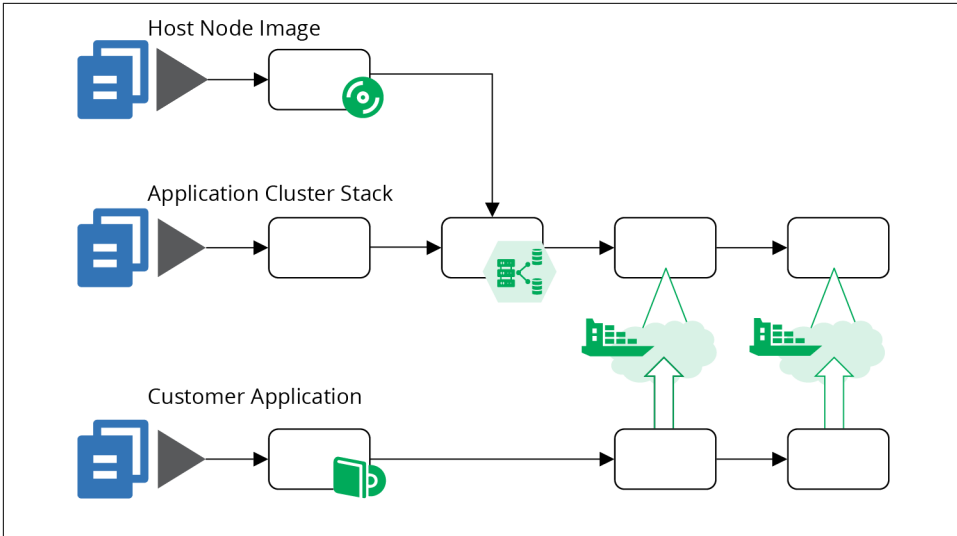 Host Node Image
Application Cluster Stack
Customer Application